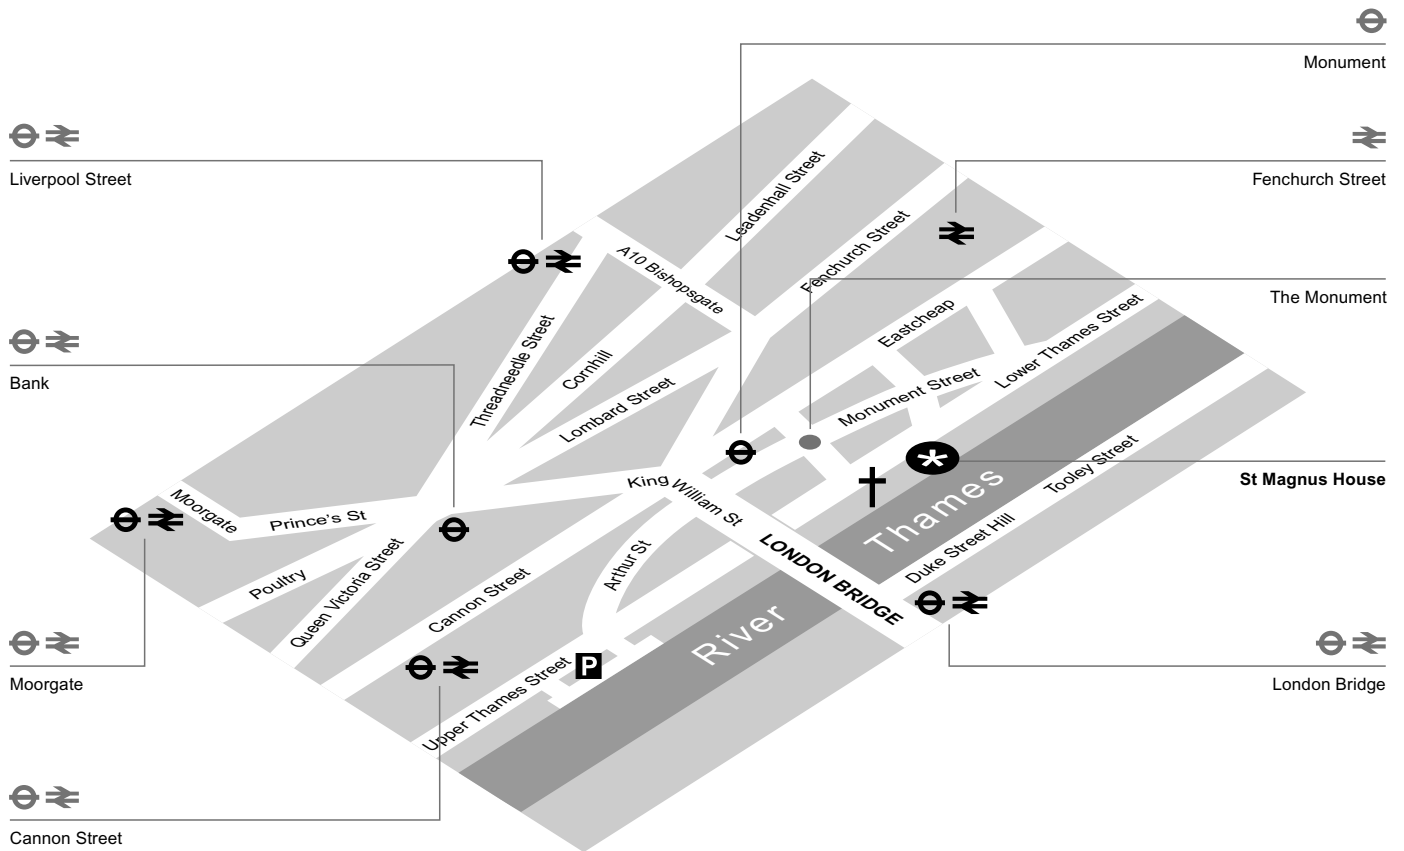 Monument
Liverpool Street
Fenchurch Street
Leadenhall Street
Fenchurch Street
A10 Bishopsgate
The Monument
Eastcheap
Lower Thames Street
Threadneedle Street
Cornhill
Bank
Lombard Street
Monument Street
St Magnus House
Tooley Street
King William St
Moorgate
Prince's St
Thames
LONDON BRIDGE
Duke Street Hill
Arthur St
Poultry
Queen Victoria Street
Cannon Street
River
P
Upper Thames Street
Moorgate
London Bridge
Cannon Street